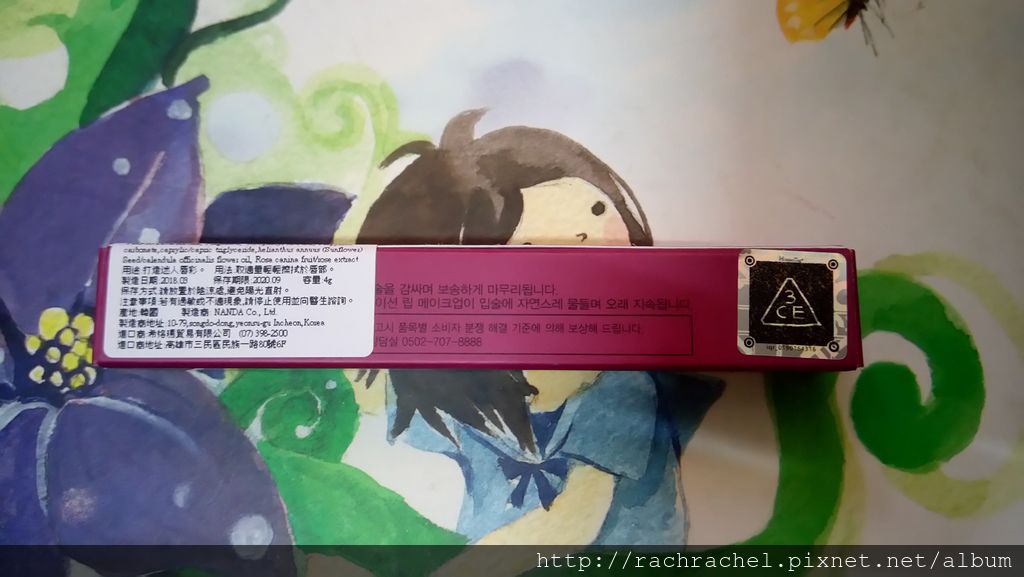 carbonate,caprylic/capric triglyceride,helianthus annuus (Sunflower)
Seed/calendula officinalis flower oil, Rosa canina fruit/rose extract
用途:打造迷人唇彩。 用法:取適量輕輕擦拭於唇部。
製造日期:2018.03 保存期限:2020.09 容量:4g
保存方式:請放置於陰涼處,避免陽光直射。
注意事項:若有過敏或不適現象,請停止使用並向醫生諮詢。
產地:韓國 製造商: NANDA Co., Ltd.
製造商地址: 10-79,songdo-dong,yeonsu-gu Incheon,Korea
進口商:希格瑪貿易有限公司 (07) 398-2500
進口商地址:高雄市三民區民族一路80號6F
술을 감싸며 보송하게 마무리됩니다.
이션 립 메이크업이 입술에 자연스레 물들며 오래 지속됩니다.
고시 품목별 소비자 분쟁 해결 기준에 의해 보상해 드립니다.
담실 0502-707-8888
3
CE
http://rachrachel.pixnet.net/album